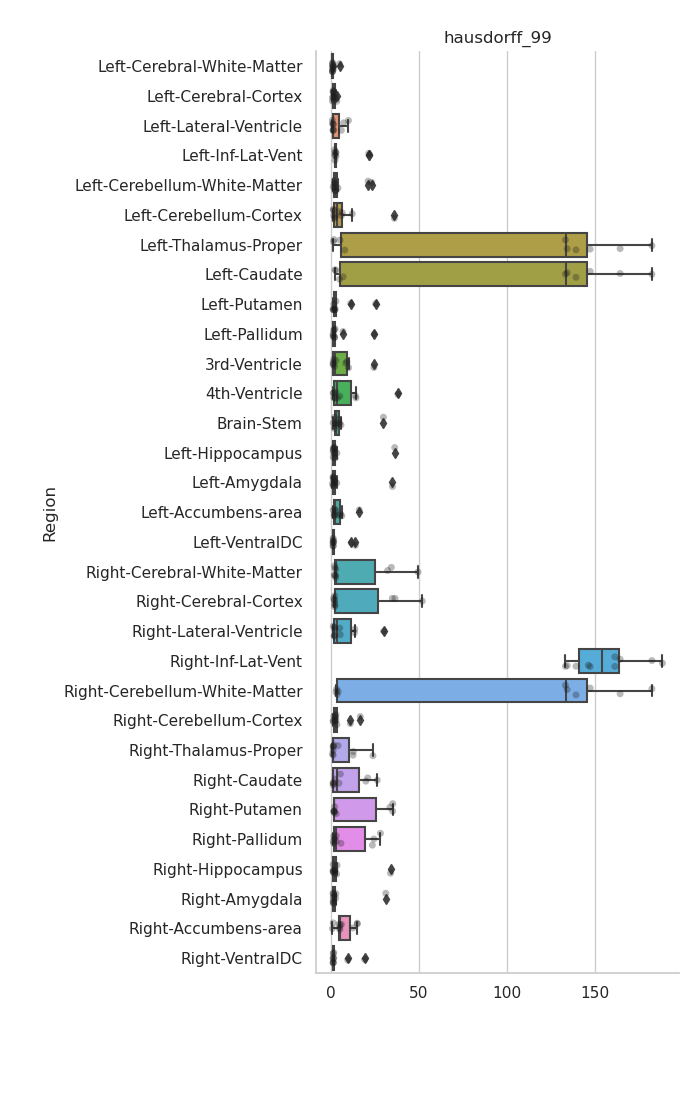 hausdorff_99
Left-Cerebral-White-Matter
Left-Cerebral-Cortex
Left-Lateral-Ventricle
Left-Inf-Lat-Vent
Left-Cerebellum-White-Matter
Left-Cerebellum-Cortex
Left-Thalamus-Proper
Left-Caudate
Left-Putamen
Left-Pallidum
3rd-Ventricle
4th-Ventricle
Brain-Stem
Left-Hippocampus
Left-Amygdala
Left-Accumbens-area
Left-VentralDC
Right-Cerebral-White-Matter
Right-Cerebral-Cortex
Right-Lateral-Ventricle
Right-Inf-Lat-Vent
Right-Cerebellum-White-Matter
Right-Cerebellum-Cortex
Right-Thalamus-Proper
Right-Caudate
Right-Putamen
Right-Pallidum
Right-Hippocampus
Right-Amygdala
Right-Accumbens-area
Right-VentralDC
Region
0 50 100 150